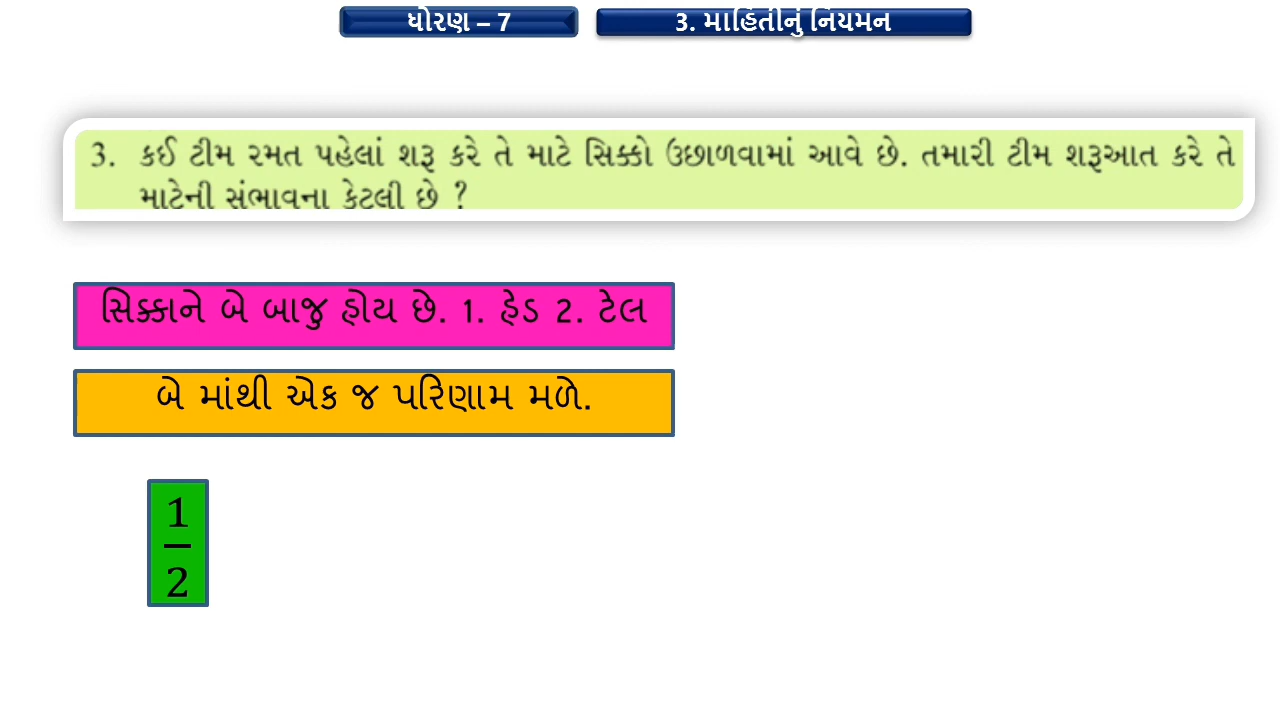 ધોરણ – 7
3. માહિતીનું નિયમન
3. કઈ ટીમ રમત પહેલાં શરૂ કરે તે માટે સિક્કો ઉછાળવામાં આવે છે. તમારી ટીમ શરૂઆત કરે તે
માટેની સંભાવના કેટલી છે ?
સિક્કાને બે બાજુ હોય છે. 1. હેડ 2. ટેલ
બે માંથી એક જ પરિણામ મળે.
1
2